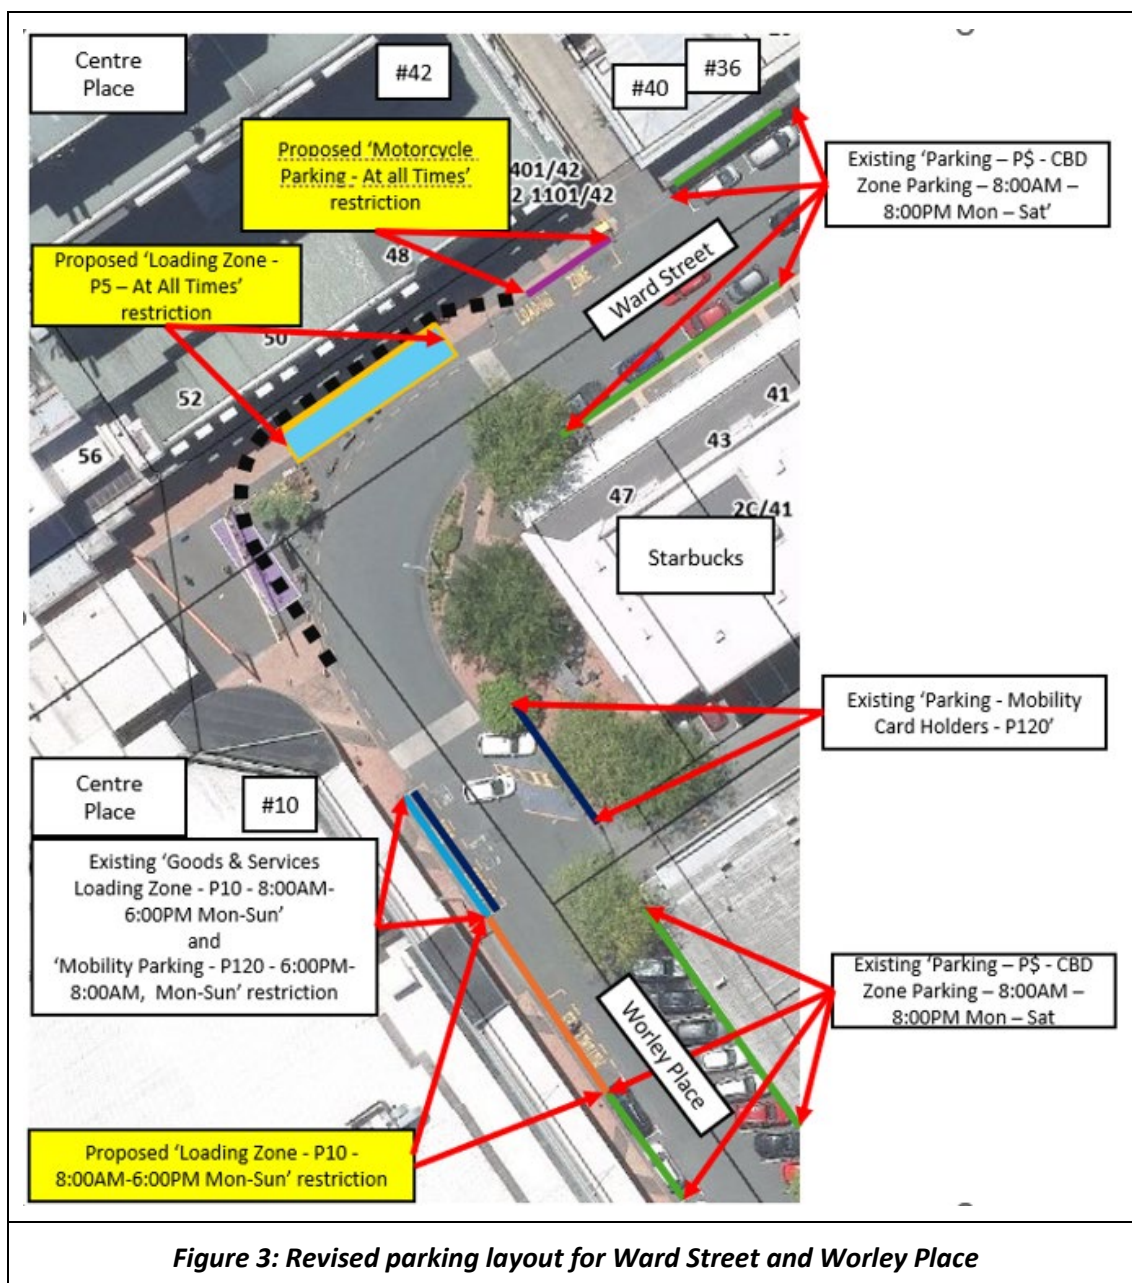 Centre
Place
#42
#40
#36
Proposed ‘Motorcycle
Parking - At all Times’
restriction
401/42
2 1101/42
Existing ‘Parking – P$ - CBD
Zone Parking – 8:00AM –
8:00PM Mon – Sat’
48
Proposed ‘Loading Zone -
P5 – At All Times’
restriction
LOADING ZONE
Ward Street
50
52
56
41
43
47
2C/41
Starbucks
Existing ‘Parking - Mobility
Card Holders - P120’
Centre
Place
#10
Existing ‘Goods & Services
Loading Zone - P10 - 8:00AM-
6:00PM Mon-Sun’
and
‘Mobility Parking - P120 - 6:00PM-
8:00AM, Mon-Sun’ restriction
Existing ‘Parking – P$ - CBD
Zone Parking – 8:00AM –
8:00PM Mon – Sat
Worley Place
Proposed ‘Loading Zone - P10 -
8:00AM-6:00PM Mon-Sun’ restriction
Figure 3: Revised parking layout for Ward Street and Worley Place